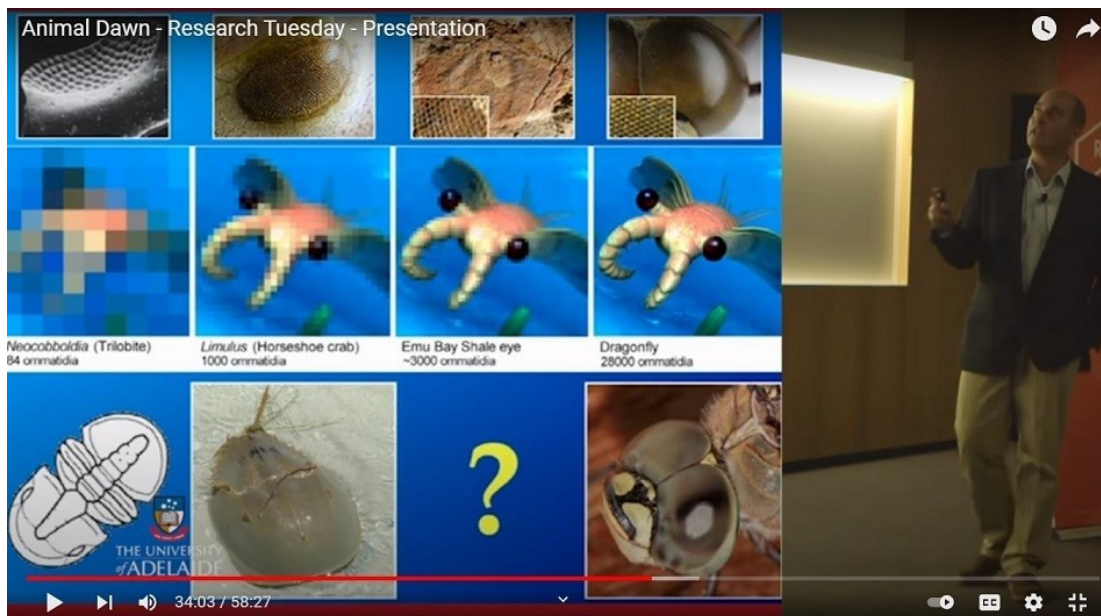 Animal Dawn - Research Tuesday - Presentation
Neocobboldia (Trilobite)
84 ommatidia
Limulus (Horseshoe crab)
1000 ommatidia
Emu Bay Shale eye
~3000 ommatidia
Dragonfly
28000 ommatidia
?
THE UNIVERSITY
of ADELAIDE
34:03 / 58:27
CC